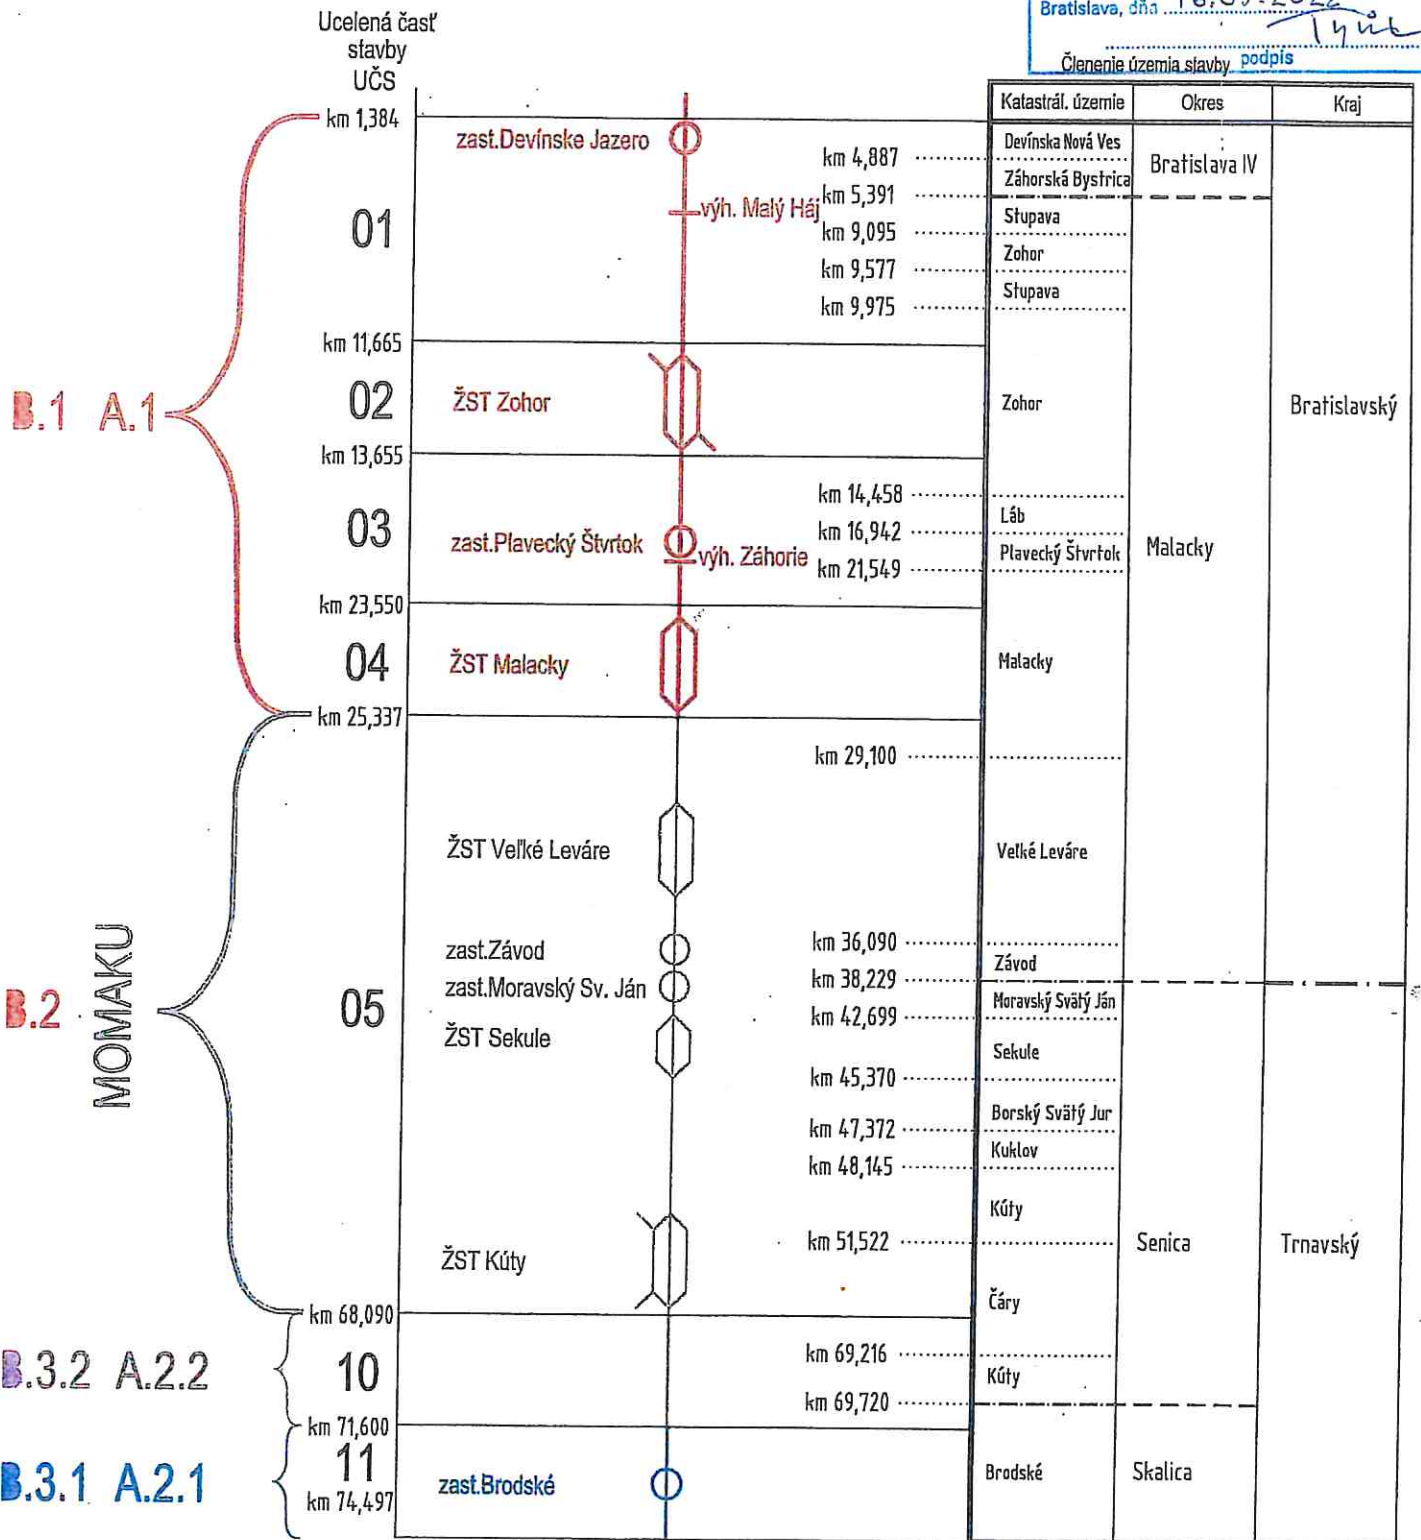 Bratislava, dňa
podpis
Členenie územia stavby
Ucelená časť
stavby
UČS
Katastrál. územie
Okres
Kraj
km 1,384
zast.Devínske Jazero
Devínska Nová Ves
km 4,887
Bratislava IV
Záhorská Bystrica
km 5,391
výh. Malý Háj
01
Stupava
km 9,095
Zohor
km 9,577
Stupava
km 9,975
km 11,665
B.1 A.1
02
ŽST Zohor
Zohor
Bratislavský
km 13,655
km 14,458
03
Láb
km 16,942
zast.Plavecký Štvrtok
výh. Záhorie
Plavecký Štvrtok
Malacky
km 21,549
km 23,550
04
ŽST Malacky
Malacky
km 25,337
km 29,100
ŽST Veľké Leváre
Veľké Leváre
km 36,090
zast.Závod
Závod
km 38,229
zast.Moravský Sv. Ján
Moravský Svätý Ján
B.2
MOMAKU
05
km 42,699
ŽST Sekule
Sekule
km 45,370
Borský Svätý Jur
km 47,372
Kuklov
km 48,145
Kúty
km 51,522
Senica
Trnavský
ŽST Kúty
Čáry
km 68,090
km 69,216
B.3.2 A.2.2
10
Kúty
km 69,720
km 71,600
11
B.3.1 A.2.1
zast.Brodské
Brodské
Skalica
km 74,497